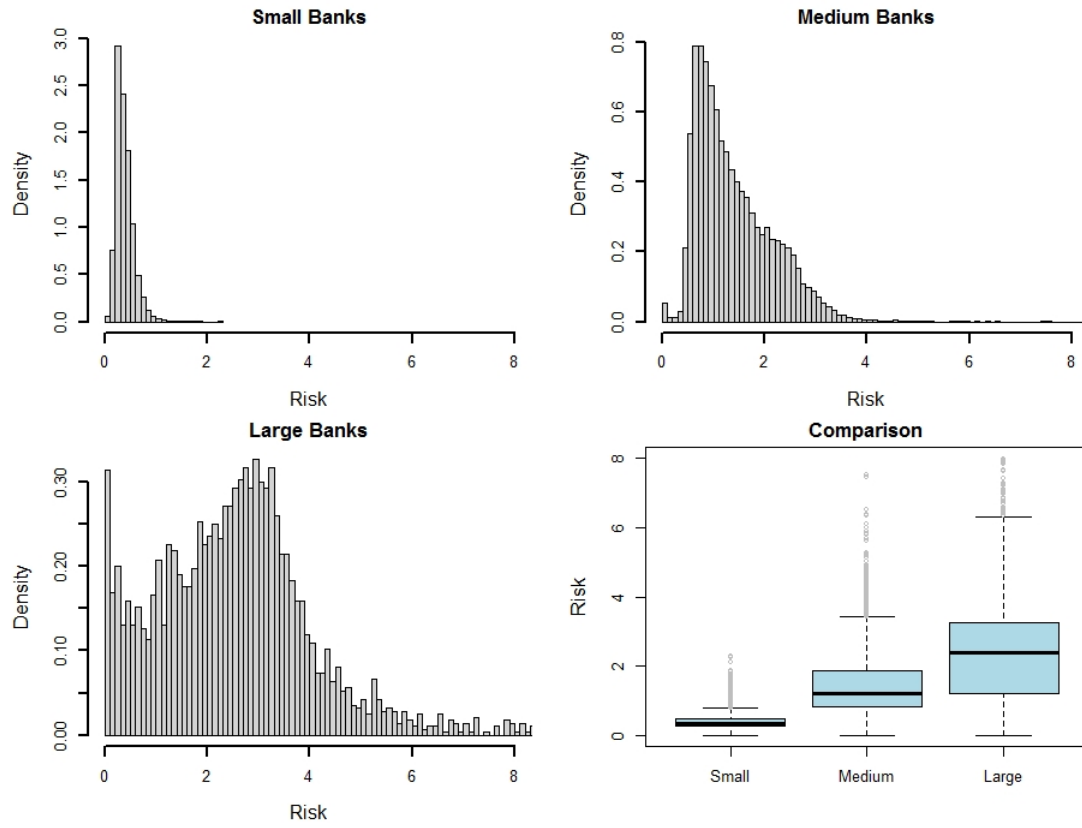 Small Banks
Density
0.0 0.5 1.0 1.5 2.0 2.5 3.0
0 2 4 6 8
Risk
Medium Banks
Density
0.0 0.2 0.4 0.6 0.8
0 2 4 6 8
Risk
Large Banks
Density
0.00 0.10 0.20 0.30
0 2 4 6 8
Risk
Comparison
Risk
0 2 4 6 8
Small Medium Large